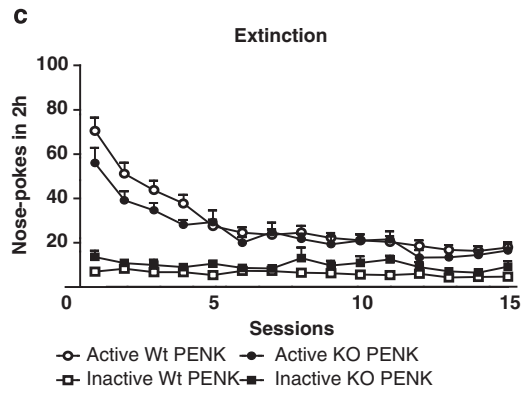 c
Extinction
Nose-pokes in 2h
100
80
60
40
20
0 5 10 15
Sessions
Active Wt PENK Active KO PENK
Inactive Wt PENK Inactive KO PENK